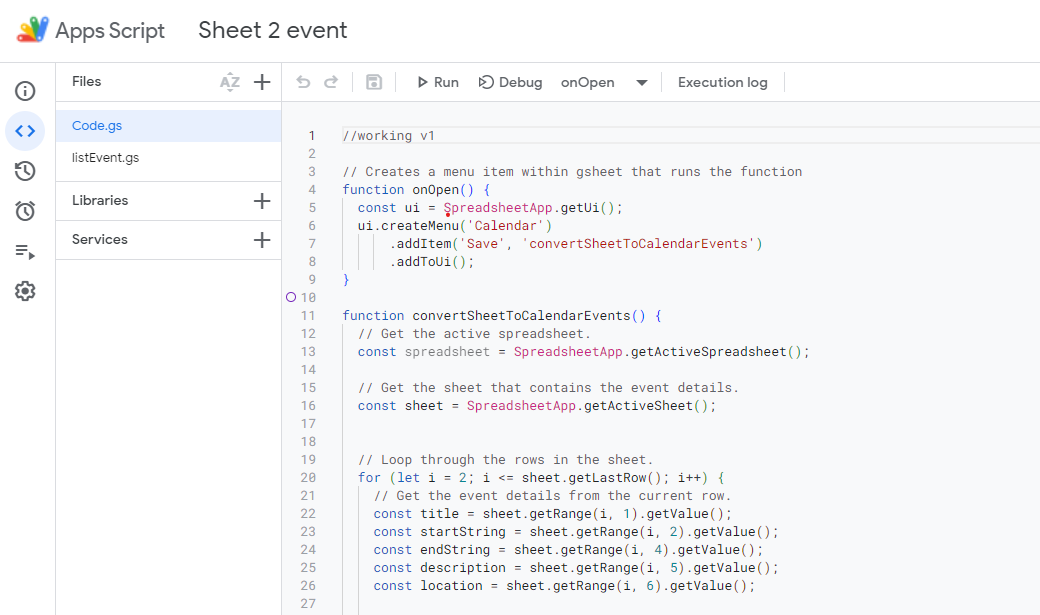 Apps Script Sheet 2 event
Files
AZ
Code.gs
listEvent.gs
Libraries
Services
Run Debug onOpen Execution log
1 //working v1
2
3 // Creates a menu item within gsheet that runs the function
4 function onOpen() {
5 const ui = SpreadsheetApp.getUi();
6 ui.createMenu('Calendar')
7 .addItem('Save', 'convertSheetToCalendarEvents')
8 .addToUi();
9 }
10
11 function convertSheetToCalendarEvents() {
12 // Get the active spreadsheet.
13 const spreadsheet = SpreadsheetApp.getActiveSpreadsheet();
14
15 // Get the sheet that contains the event details.
16 const sheet = SpreadsheetApp.getActiveSheet();
17
18
19 // Loop through the rows in the sheet.
20 for (let i = 2; i <= sheet.getLastRow(); i++) {
21 // Get the event details from the current row.
22 const title = sheet.getRange(i, 1).getValue();
23 const startString = sheet.getRange(i, 2).getValue();
24 const endString = sheet.getRange(i, 4).getValue();
25 const description = sheet.getRange(i, 5).getValue();
26 const location = sheet.getRange(i, 6).getValue();
27